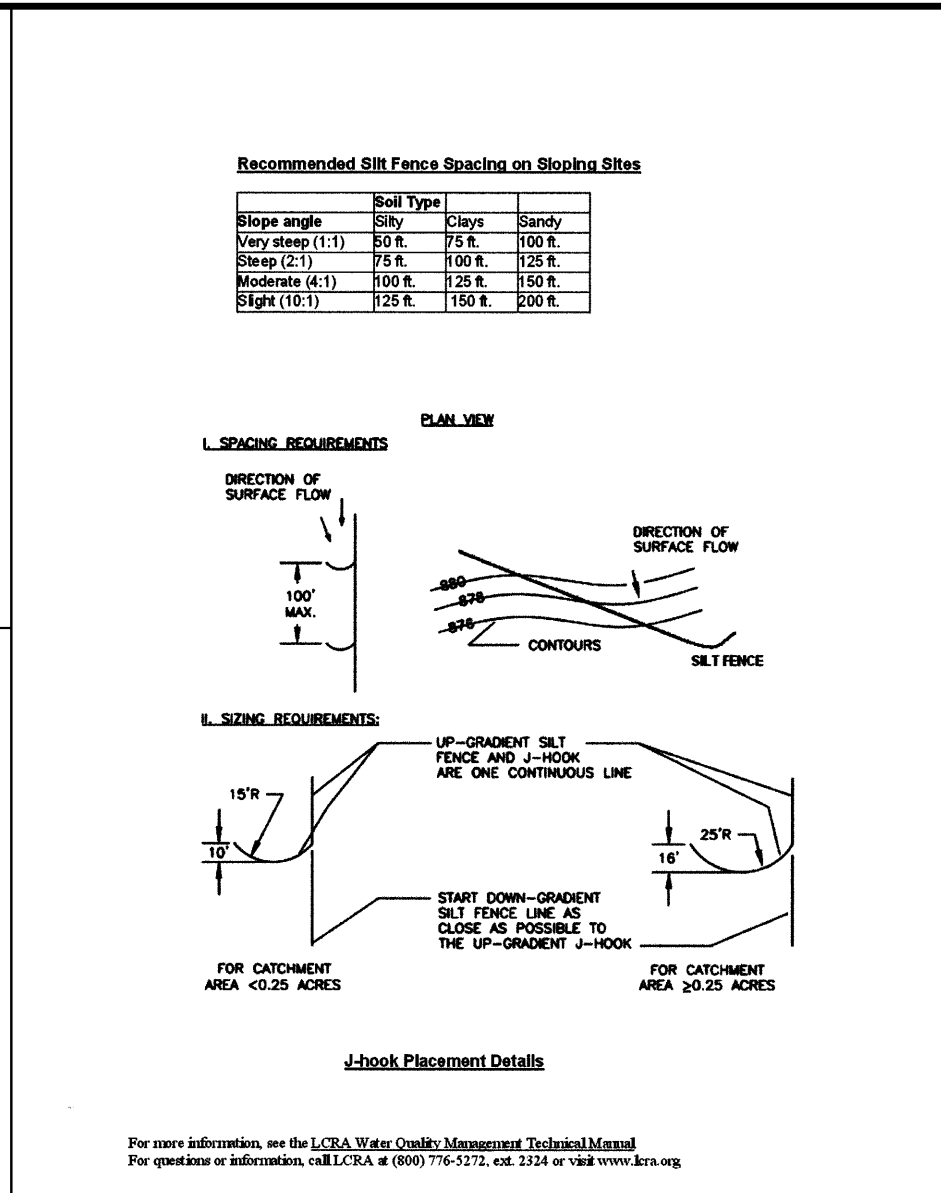 Recommended Silt Fence Spacing on Sloping Sites
Soil Type
Slope angle Silty Clays Sandy
Very steep (1:1) 50 ft. 75 ft. 100 ft.
Steep (2:1) 75 ft. 100 ft. 125 ft.
Moderate (4:1) 100 ft. 125 ft. 150 ft.
Slight (10:1) 125 ft. 150 ft. 200 ft.
PLAN VIEW
I. SPACING REQUIREMENTS
DIRECTION OF
SURFACE FLOW
100'
MAX.
DIRECTION OF
SURFACE FLOW
880
878
876
CONTOURS
SILT FENCE
II. SIZING REQUIREMENTS:
UP-GRADIENT SILT
FENCE AND J-HOOK
ARE ONE CONTINUOUS LINE
15'R
10'
25'R
16'
START DOWN-GRADIENT
SILT FENCE LINE AS
CLOSE AS POSSIBLE TO
THE UP-GRADIENT J-HOOK
FOR CATCHMENT
AREA <0.25 ACRES
FOR CATCHMENT
AREA ≥0.25 ACRES
J-hook Placement Details
For more information, see the LCRA Water Quality Management Technical Manual
For questions or information, call LCRA at (800) 776-5272, ext. 2324 or visit www.lcra.org